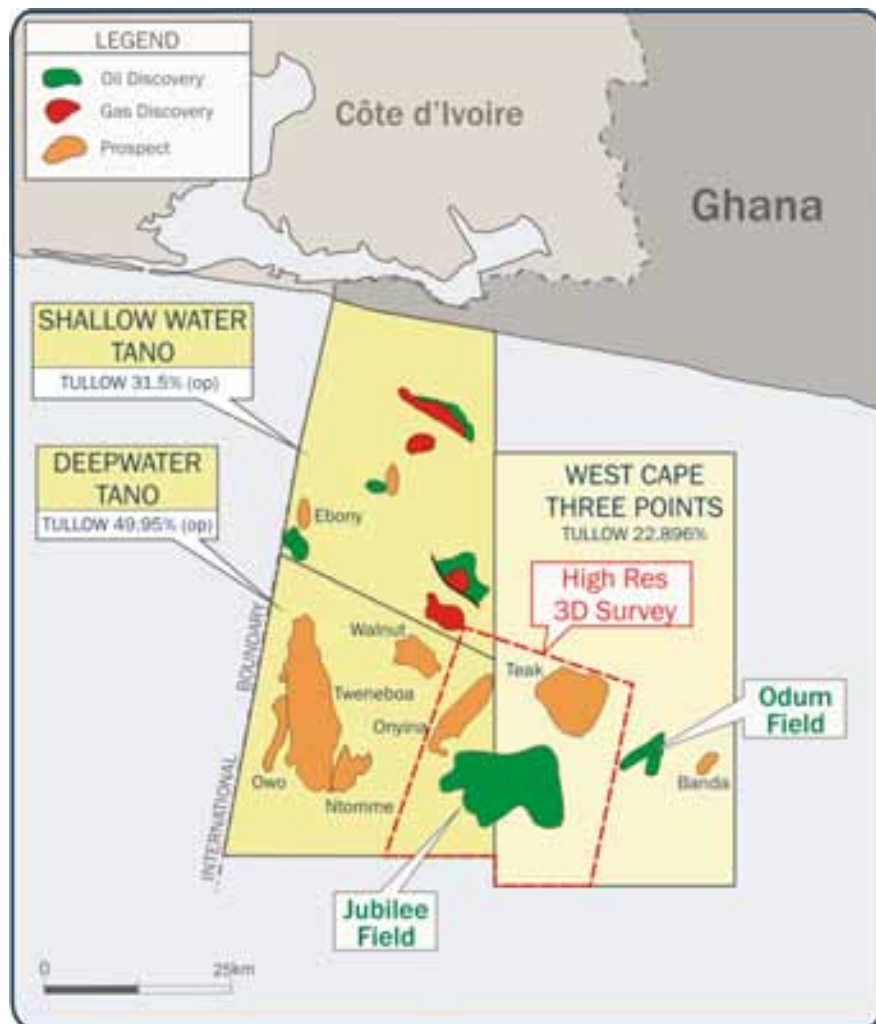 LEGEND
Oil Discovery
Gas Discovery
Prospect
Côte d'Ivoire
Ghana
SHALLOW WATER
TANO
TULLOW 31.5% (op)
DEEPWATER
TANO
TULLOW 49.95% (op)
WEST CAPE
THREE POINTS
TULLOW 22.896%
High Res
3D Survey
Ebony
Walnut
Teak
Tweneboa
Onyina
Odum
Field
Banda
Owo
Ntomme
INTERNATIONAL BOUNDARY
Jubilee
Field
0 25km